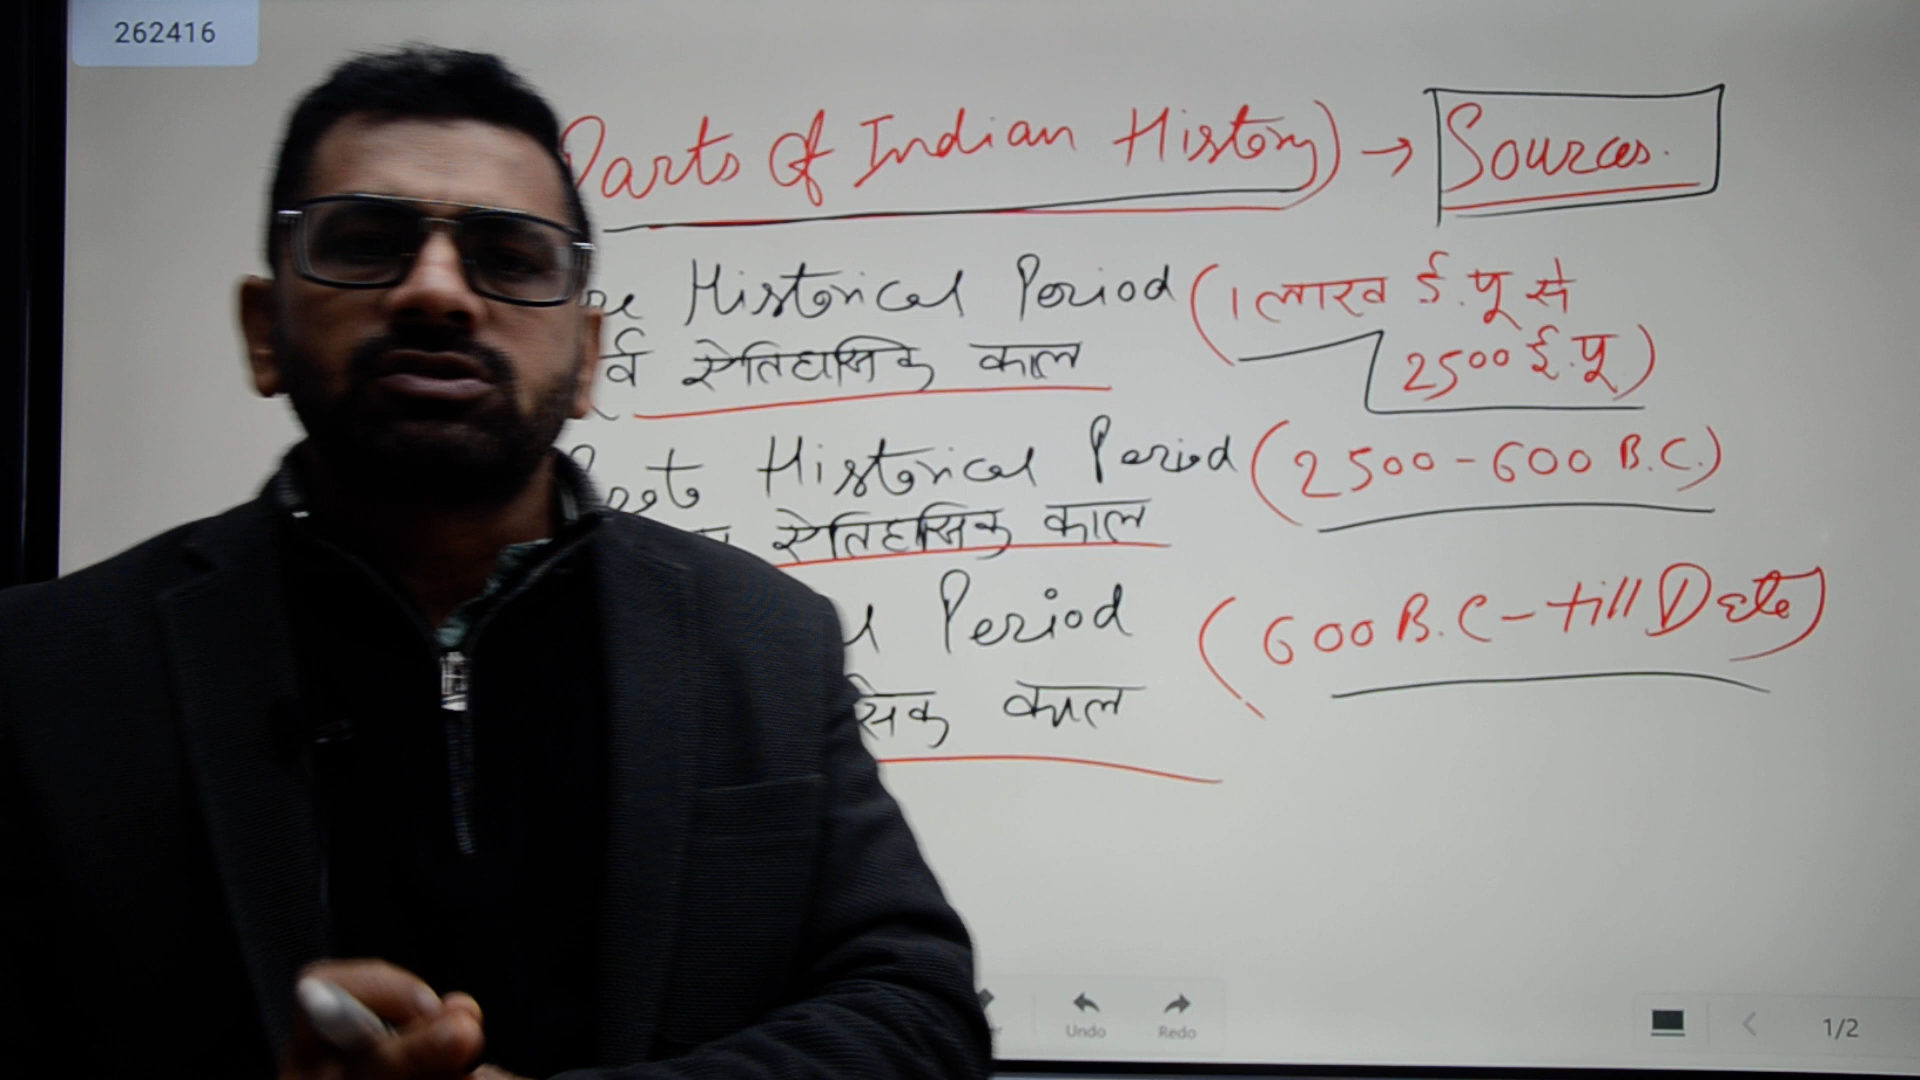 262416
Parts Of Indian History) → Sources.
Historical Period (1 लाख ई.पू से
ऐतिहासिक काल 2500 ई.पू)
Historical Period (2500-600 B.C.)
ऐतिहासिक काल
Period (600 B.C-till Date)
काल
Undo Redo
1/2